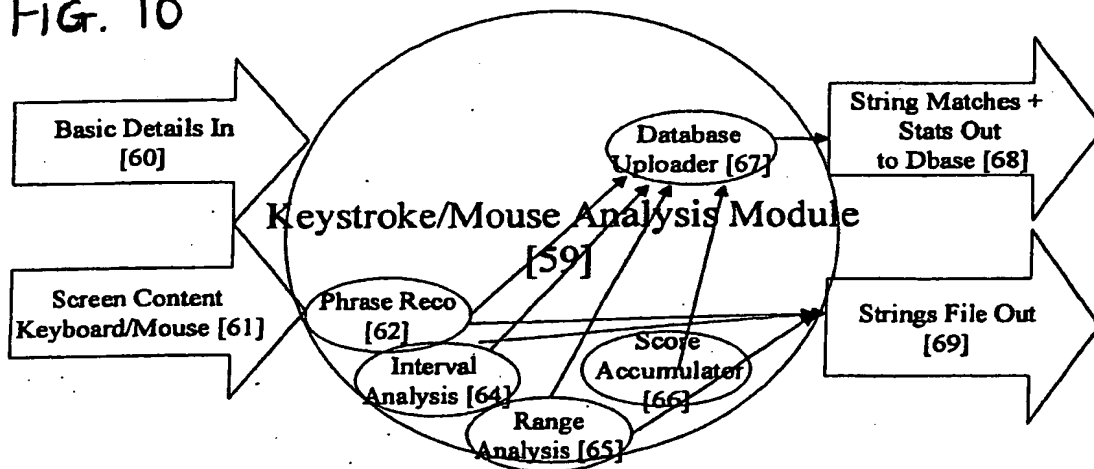 FIG. 10
Basic Details In
[60]
Screen Content
Keyboard/Mouse [61]
Keystroke/Mouse Analysis Module
[59]
Database
Uploader [67]
Phrase Reco
[62]
Interval
Analysis [64]
Range
Analysis [65]
Score
Accumulator
[66]
String Matches +
Stats Out
to Dbase [68]
Strings File Out
[69]